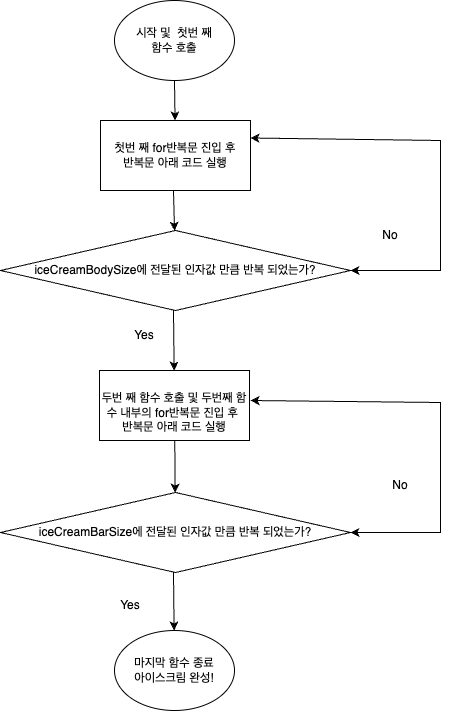 시작 및 첫번 째
함수 호출
첫번 째 for반복문 진입 후
반복문 아래 코드 실행
No
iceCreamBodySize에 전달된 인자값 만큼 반복 되었는가?
Yes
두번 째 함수 호출 및 두번째 함
수 내부의 for반복문 진입 후
반복문 아래 코드 실행
No
iceCreamBarSize에 전달된 인자값 만큼 반복 되었는가?
Yes
마지막 함수 종료
아이스크림 완성!